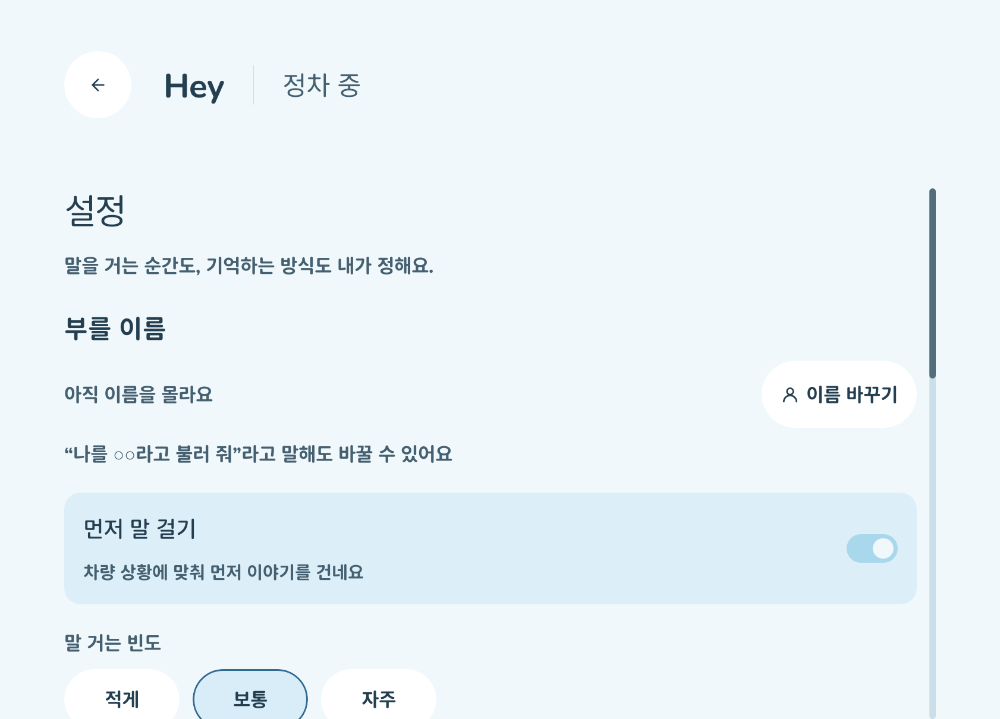 Hey
정차 중
설정
말을 거는 순간도, 기억하는 방식도 내가 정해요.
부를 이름
아직 이름을 몰라요
이름 바꾸기
“나를 ○○라고 불러 줘”라고 말해도 바꿀 수 있어요
먼저 말 걸기
차량 상황에 맞춰 먼저 이야기를 건네요
말 거는 빈도
적게
보통
자주